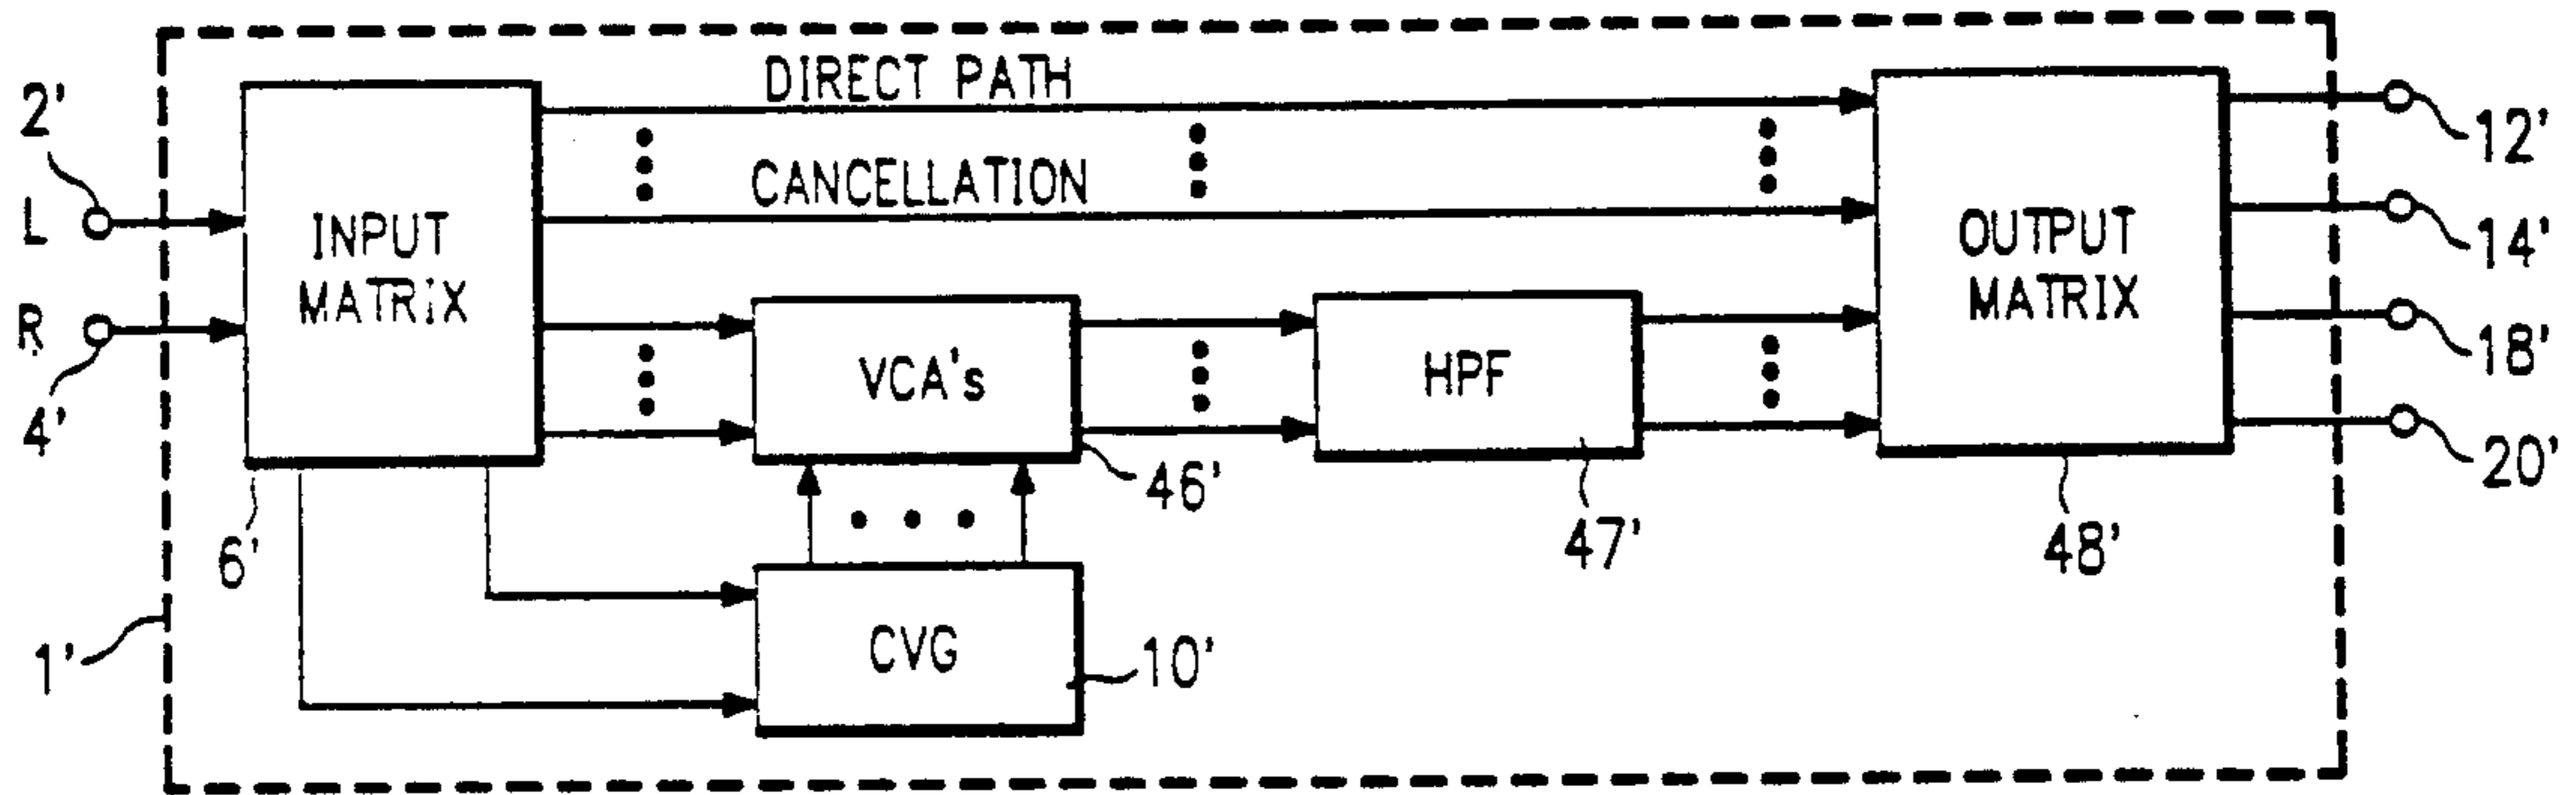 DIRECT PATH
2'
12'
CANCELLATION
L
INPUT
MATRIX
OUTPUT
MATRIX
14'
R
VCA's
HPF
18'
4'
46'
20'
6'
47'
48'
1'
CVG
10'